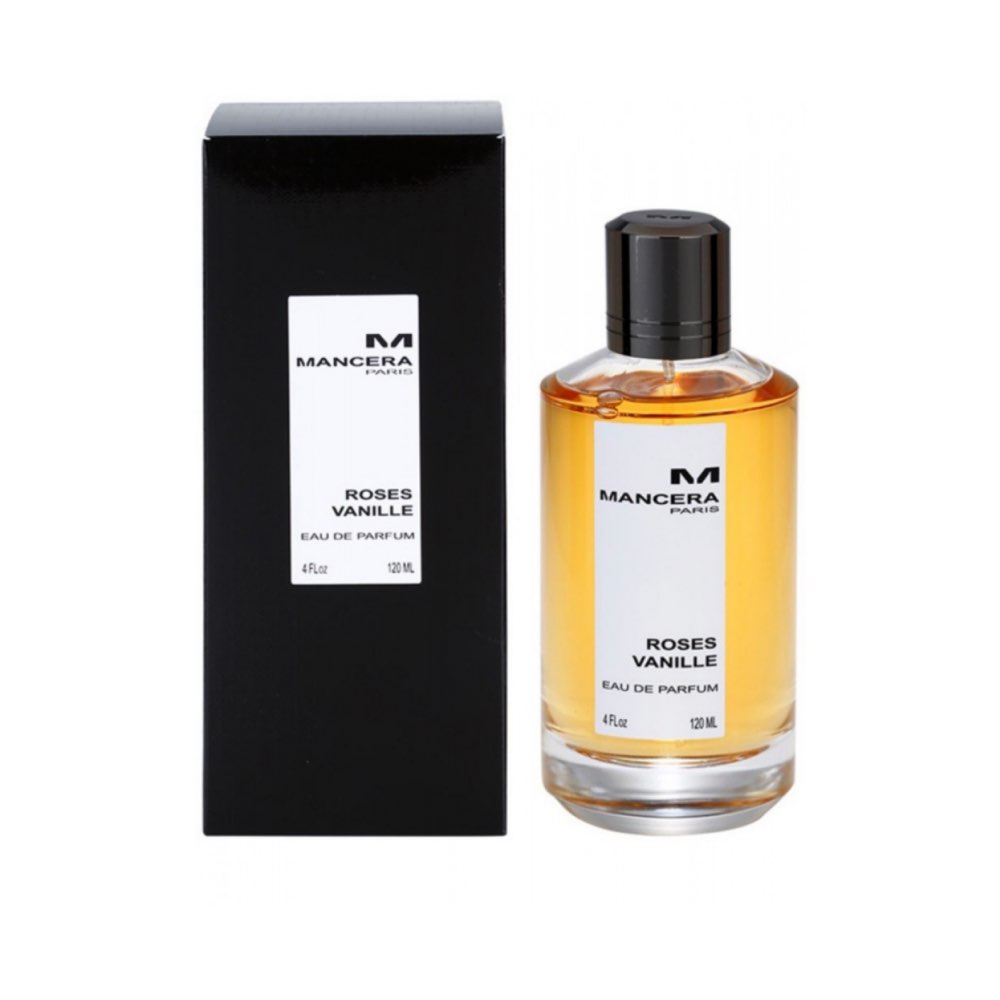 M
MANCERA
PARIS
ROSES
VANILLE
EAU DE PARFUM
4 FLoz 120 ML
M
MANCERA
PARIS
ROSES
VANILLE
EAU DE PARFUM
4 FLoz 120 ML